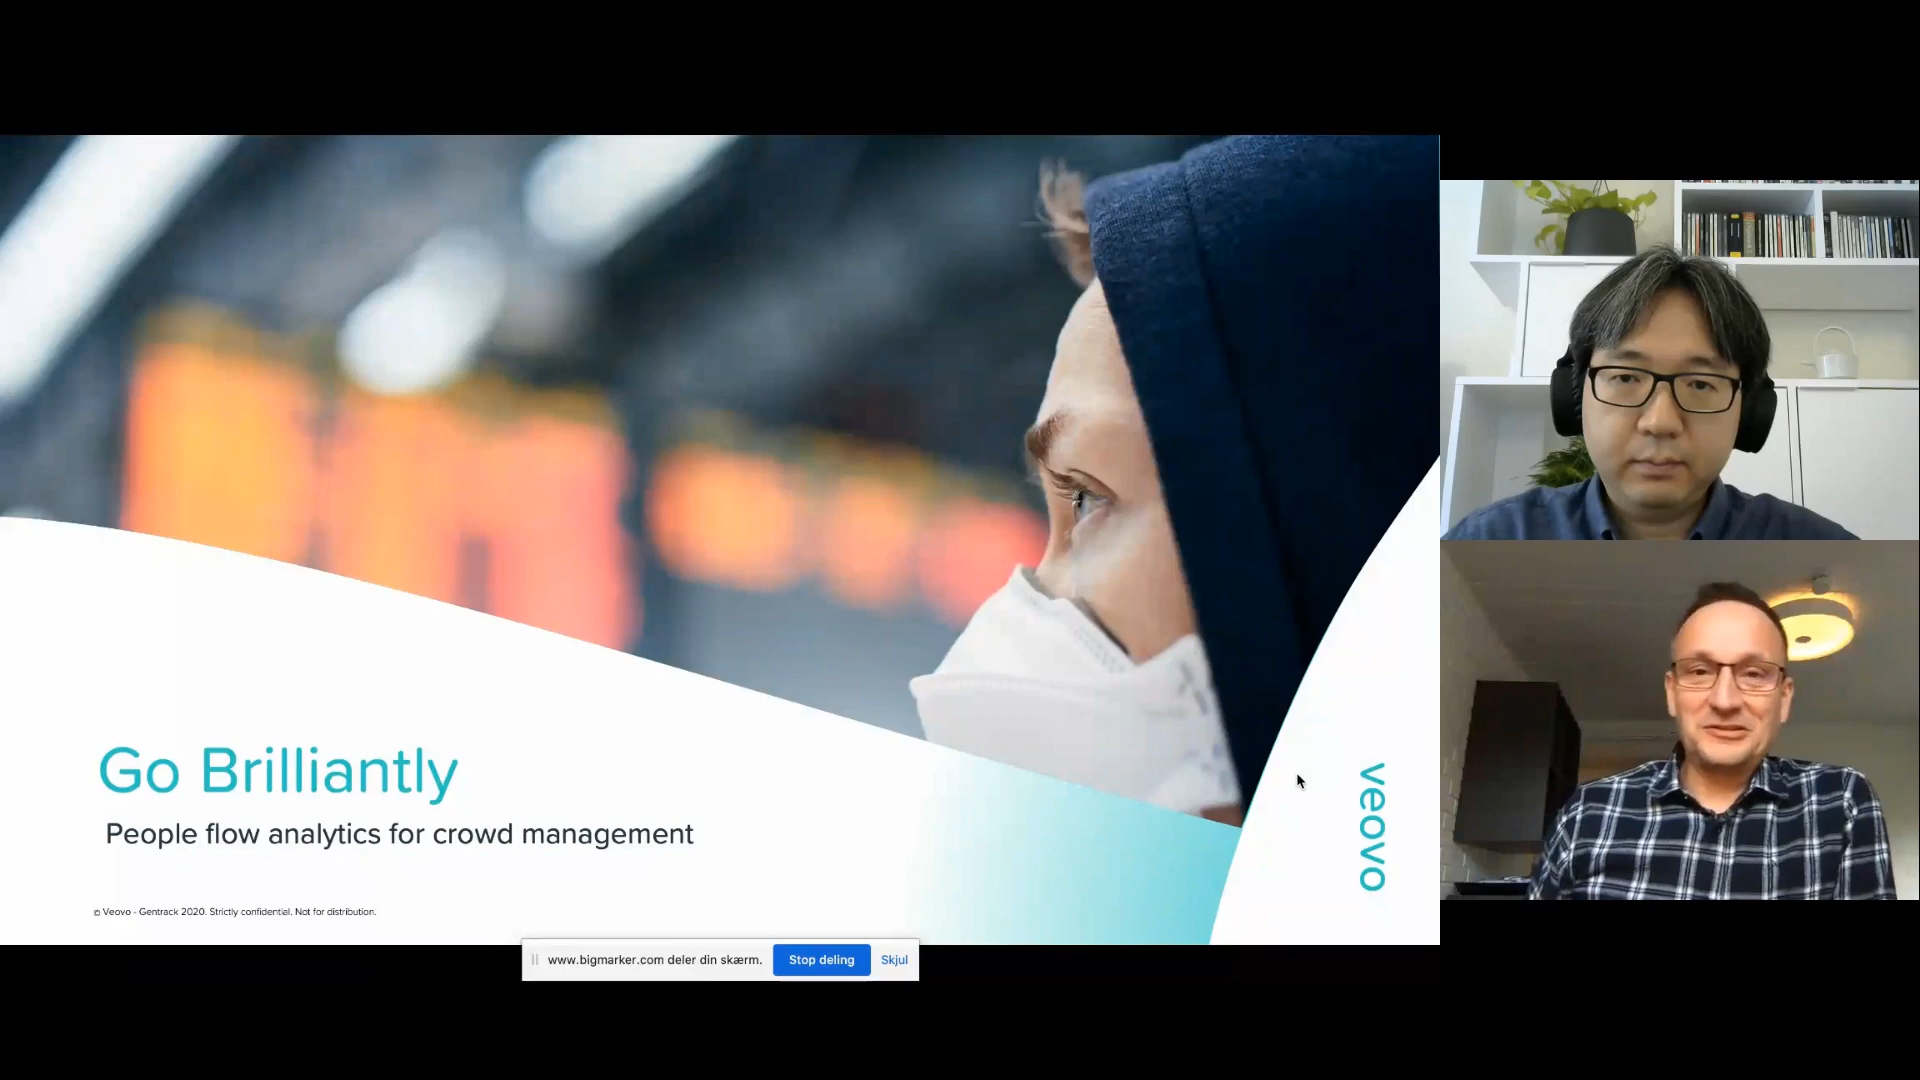 Go Brilliantly
People flow analytics for crowd management
© Veovo - Gentrack 2020. Strictly confidential. Not for distribution.
veovo
www.bigmarker.com deler din skærm. Stop deling Skjul